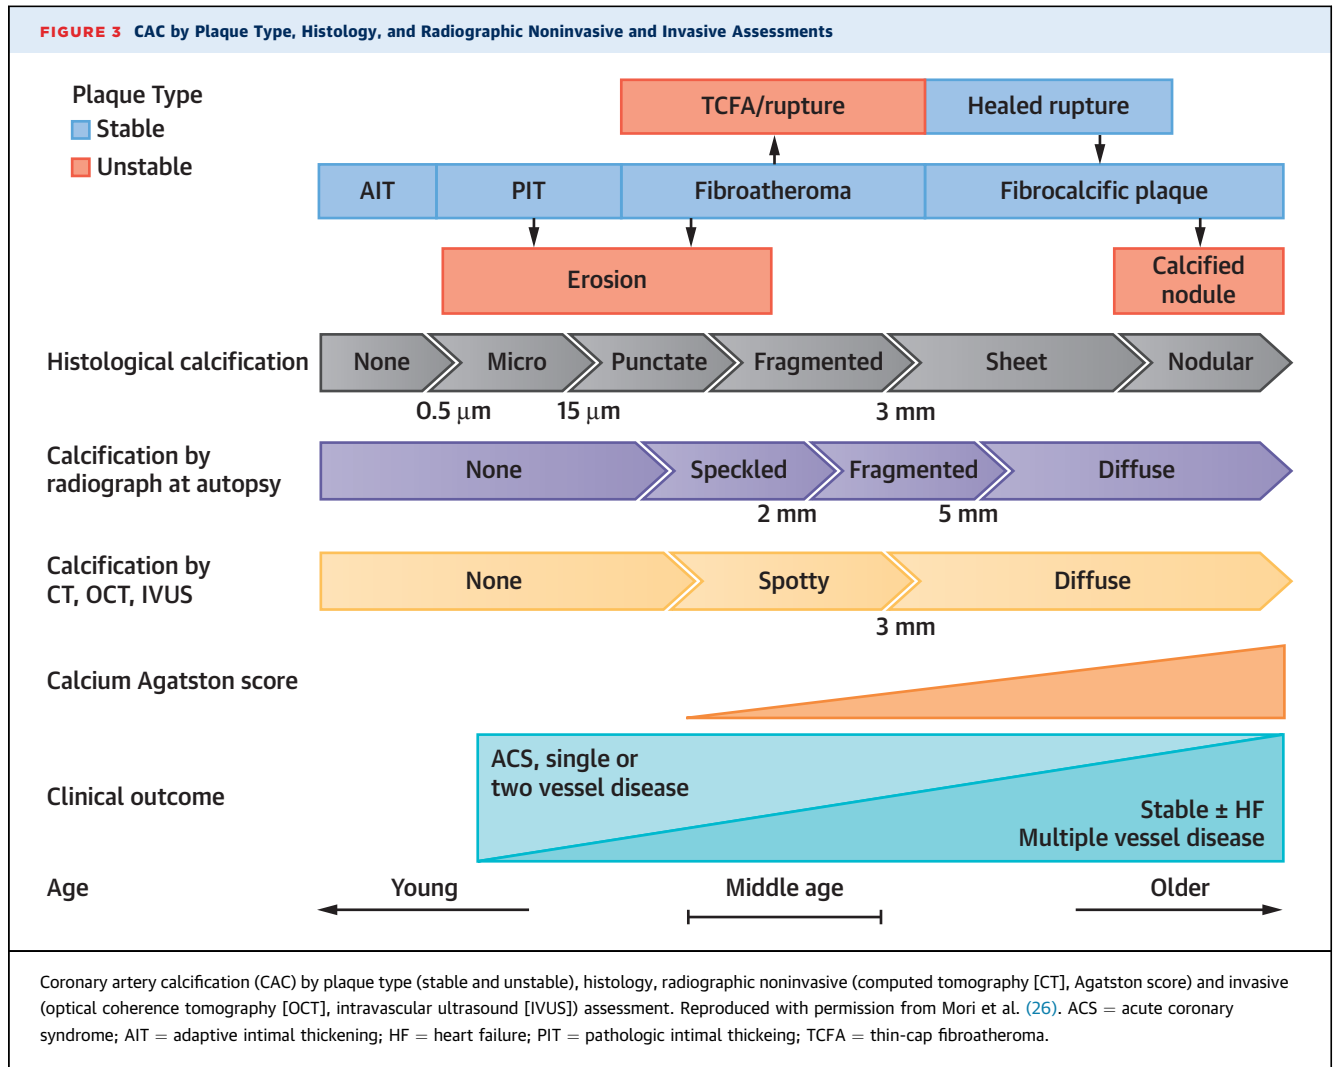 FIGURE 3 CAC by Plaque Type, Histology, and Radiographic Noninvasive and Invasive Assessments
Plaque Type
Stable
Unstable
TCFA/rupture
Healed rupture
AIT
PIT
Fibroatheroma
Fibrocalcific plaque
Erosion
Calcified
nodule
Histological calcification
None
Micro
Punctate
Fragmented
Sheet
Nodular
0.5 μm
15 μm
3 mm
Calcification by
radiograph at autopsy
None
Speckled
Fragmented
Diffuse
2 mm
5 mm
Calcification by
CT, OCT, IVUS
None
Spotty
Diffuse
3 mm
Calcium Agatston score
Clinical outcome
ACS, single or
two vessel disease
Stable ± HF
Multiple vessel disease
Age
Young
Middle age
Older
Coronary artery calcification (CAC) by plaque type (stable and unstable), histology, radiographic noninvasive (computed tomography [CT], Agatston score) and invasive
(optical coherence tomography [OCT], intravascular ultrasound [IVUS]) assessment. Reproduced with permission from Mori et al. (26). ACS = acute coronary
syndrome; AIT = adaptive intimal thickening; HF = heart failure; PIT = pathologic intimal thickeing; TCFA = thin-cap fibroatheroma.